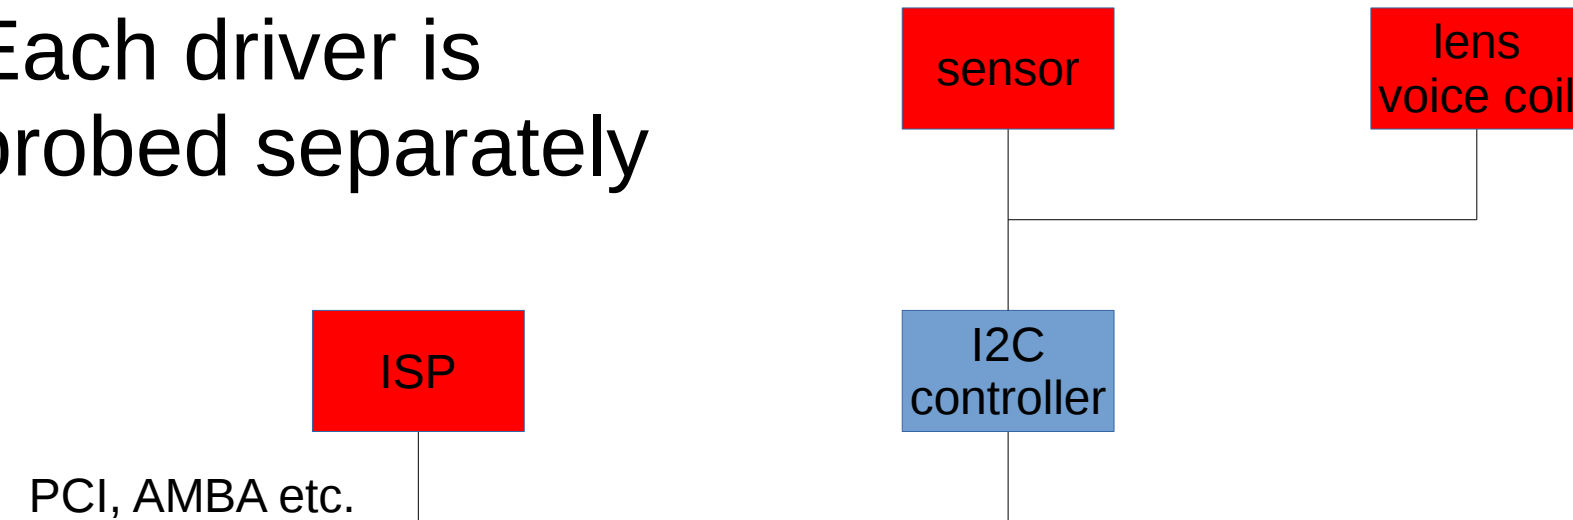 Each driver is
probed separately
sensor
lens
voice coil
ISP
I2C
controller
PCI, AMBA etc.